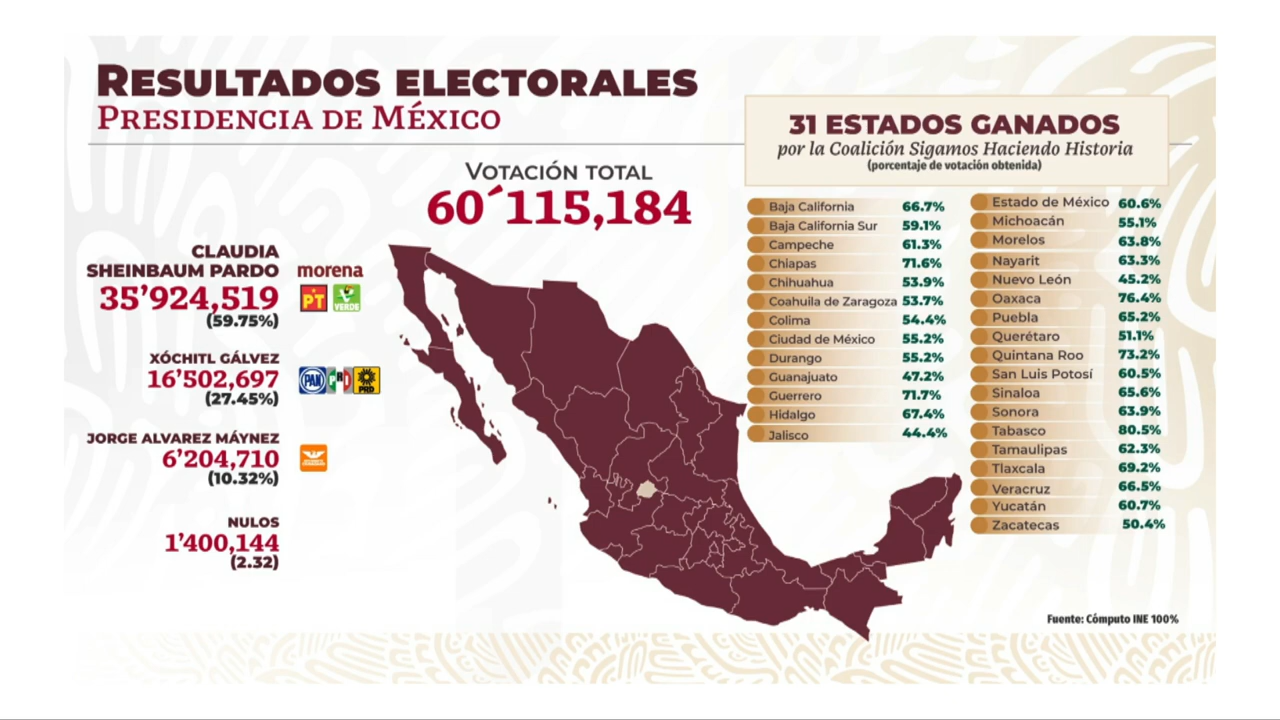 RESULTADOS ELECTORALES
PRESIDENCIA DE MÉXICO
VOTACIÓN TOTAL
60´115,184
CLAUDIA
SHEINBAUM PARDO
35’924,519
(59.75%)
morena
PT
VERDE
XÓCHITL GÁLVEZ
16’502,697
(27.45%)
PAN
PRI
PRD
JORGE ALVAREZ MÁYNEZ
6’204,710
(10.32%)
NULOS
1’400,144
(2.32)
31 ESTADOS GANADOS
por la Coalición Sigamos Haciendo Historia
(porcentaje de votación obtenida)
Baja California 66.7%
Baja California Sur 59.1%
Campeche 61.3%
Chiapas 71.6%
Chihuahua 53.9%
Coahuila de Zaragoza 53.7%
Colima 54.4%
Ciudad de México 55.2%
Durango 55.2%
Guanajuato 47.2%
Guerrero 71.7%
Hidalgo 67.4%
Jalisco 44.4%
Estado de México 60.6%
Michoacán 55.1%
Morelos 63.8%
Nayarit 63.3%
Nuevo León 45.2%
Oaxaca 76.4%
Puebla 65.2%
Querétaro 51.1%
Quintana Roo 73.2%
San Luis Potosí 60.5%
Sinaloa 65.6%
Sonora 63.9%
Tabasco 80.5%
Tamaulipas 62.3%
Tlaxcala 69.2%
Veracruz 66.5%
Yucatán 60.7%
Zacatecas 50.4%
Fuente: Cómputo INE 100%